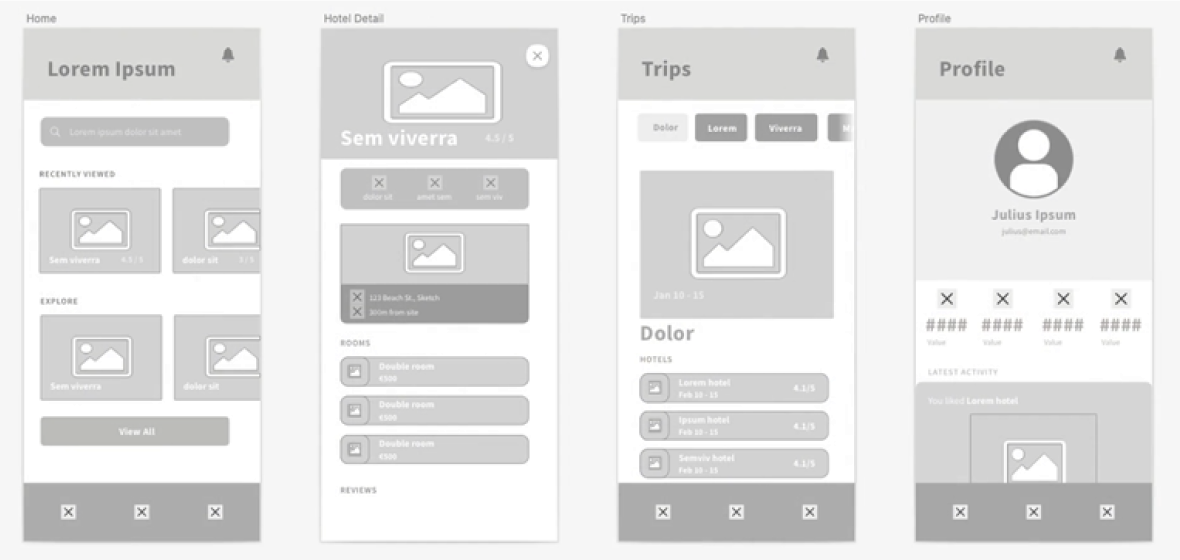 Home
Lorem Ipsum
Lorem ipsum dolor sit amet
RECENTLY VIEWED
Sem viverra 4.5 / 5
dolor sit 5 / 5
EXPLORE
Sem viverra
dolor sit
View All
Hotel Detail
Sem viverra 4.5 / 5
dolor sit amet sem sem viv
123 Beach St., Sketch
300m from site
ROOMS
Double room
€500
Double room
€500
Double room
€500
REVIEWS
Trips
Trips
Dolor Lorem Viverra
Jan 10 - 15
Dolor
HOTELS
Lorem hotel
Feb 10 - 15
4.1/5
Ipsum hotel
Feb 10 - 15
4.1/5
Semviv hotel
Feb 10 - 15
4.1/5
Profile
Profile
Julius Ipsum
julius@email.com
#### #### #### ####
Value Value Value Value
LATEST ACTIVITY
You liked Lorem hotel